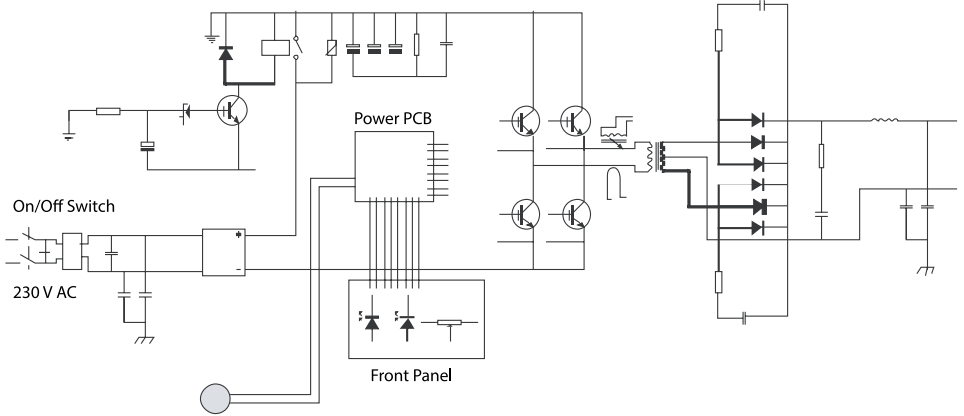 Power PCB
On/Off Switch
+
-
230 V AC
Front Panel